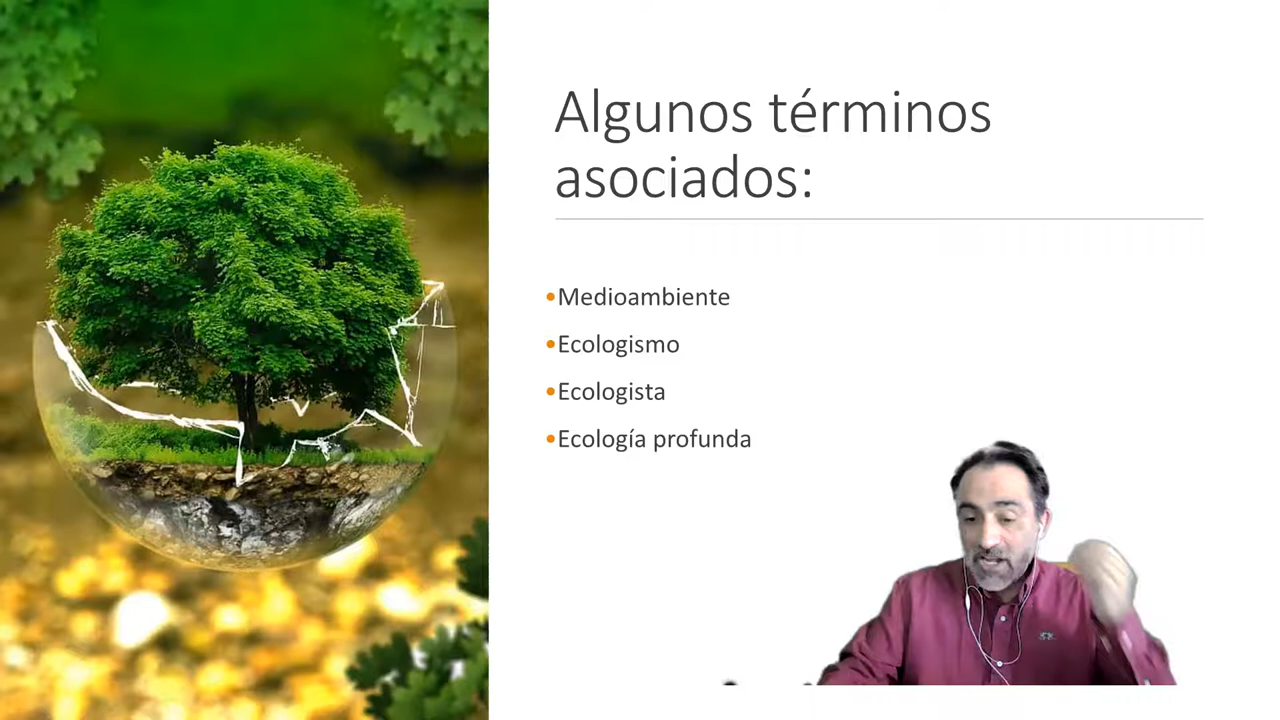 Algunos términos
asociados:
•Medioambiente
•Ecologismo
•Ecologista
•Ecología profunda